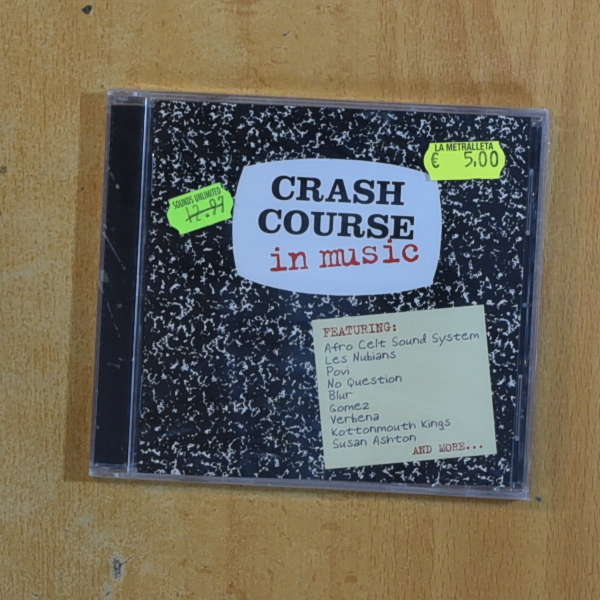 LA METRALLETA
€ 5,00
SOUNDS UNLIMITED
12.97
CRASH
COURSE
in music
FEATURING:
Afro Celt Sound System
Les Nubians
Povi
No Question
Blur
Gomez
Verbena
Kottonmouth Kings
Susan Ashton
AND MORE...